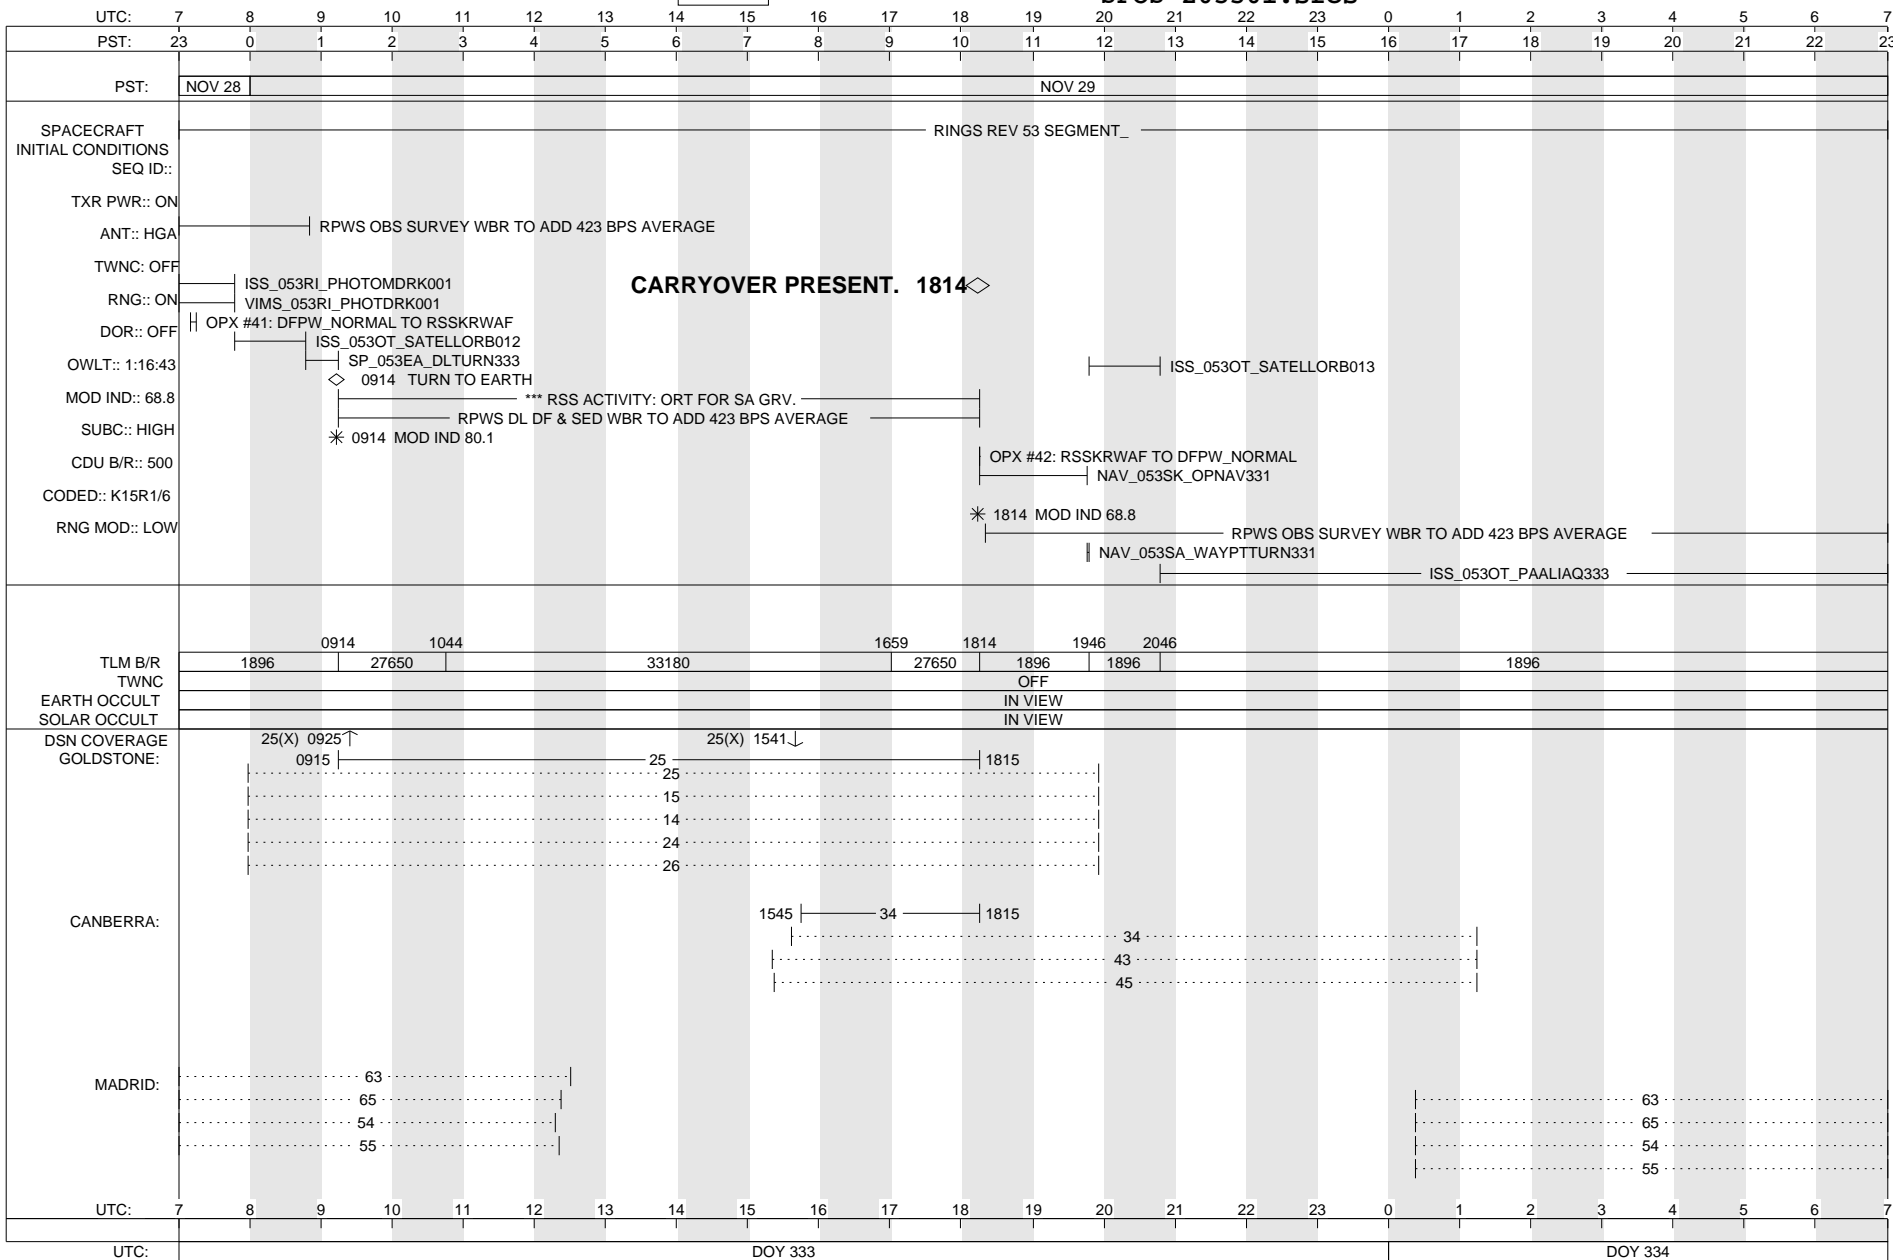 UTC: 7 8 9 10 11 12 13 14 15 16 17 18 19 20 21 22 23 0 1 2 3 4 5 6 7
PST: 23 0 1 2 3 4 5 6 7 8 9 10 11 12 13 14 15 16 17 18 19 20 21 22 23
PST: NOV 28 NOV 29
SPACECRAFT
INITIAL CONDITIONS
SEQ ID::
RINGS REV 53 SEGMENT_
TXR PWR:: ON
RPWS OBS SURVEY WBR TO ADD 423 BPS AVERAGE
ANT:: HGA
TWNC: OFF
ISS_053RI_PHOTOMDRK001
CARRYOVER PRESENT. 1814
RNG:: ON
VIMS_053RI_PHOTDRK001
OPX #41: DFPW_NORMAL TO RSSKRWAF
DOR:: OFF
ISS_053OT_SATELLORB012
SP_053EA_DLTURN333
OWLT:: 1:16:43
ISS_053OT_SATELLORB013
0914 TURN TO EARTH
MOD IND:: 68.8
*** RSS ACTIVITY: ORT FOR SA GRV.
RPWS DL DF & SED WBR TO ADD 423 BPS AVERAGE
SUBC:: HIGH
0914 MOD IND 80.1
OPX #42: RSSKRWAF TO DFPW_NORMAL
CDU B/R:: 500
NAV_053SK_OPNAV331
CODED:: K15R1/6
1814 MOD IND 68.8
RNG MOD:: LOW
RPWS OBS SURVEY WBR TO ADD 423 BPS AVERAGE
NAV_053SA_WAYPTTURN331
ISS_053OT_PAALIAQ333
0914 1044 1659 1814 1946 2046
TLM B/R 1896 27650 33180 27650 1896 1896 1896
TWNC OFF
EARTH OCCULT IN VIEW
SOLAR OCCULT IN VIEW
DSN COVERAGE 25(X) 0925 25(X) 1541
GOLDSTONE: 0915 25 1815
25
15
14
24
26
CANBERRA: 1545 34 1815
34
43
45
MADRID: 63
65 63
54 65
55 54
55
UTC: 7 8 9 10 11 12 13 14 15 16 17 18 19 20 21 22 23 0 1 2 3 4 5 6 7
UTC: DOY 333 DOY 334